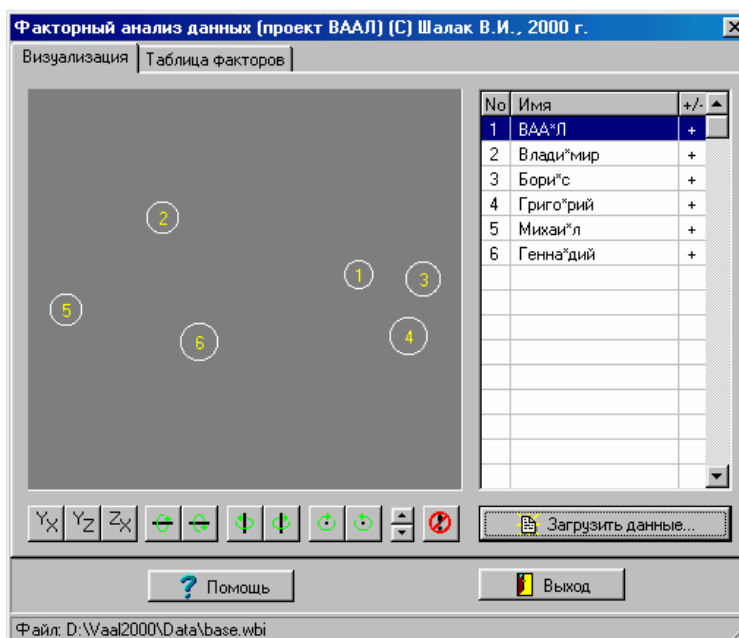 Факторный анализ данных (проект ВААЛ) (С) Шалак В.И., 2000 г.
Визуализация Таблица факторов
No Имя +/-
1 ВАА*Л +
2 Влади*мир +
3 Бори*с +
4 Григо*рий +
5 Михаи*л +
6 Генна*дий +
2
1
3
5
4
6
YX YZ ZX
Загрузить данные...
Помощь Выход
Файл: D:\Vaal2000\Data\base.wbi